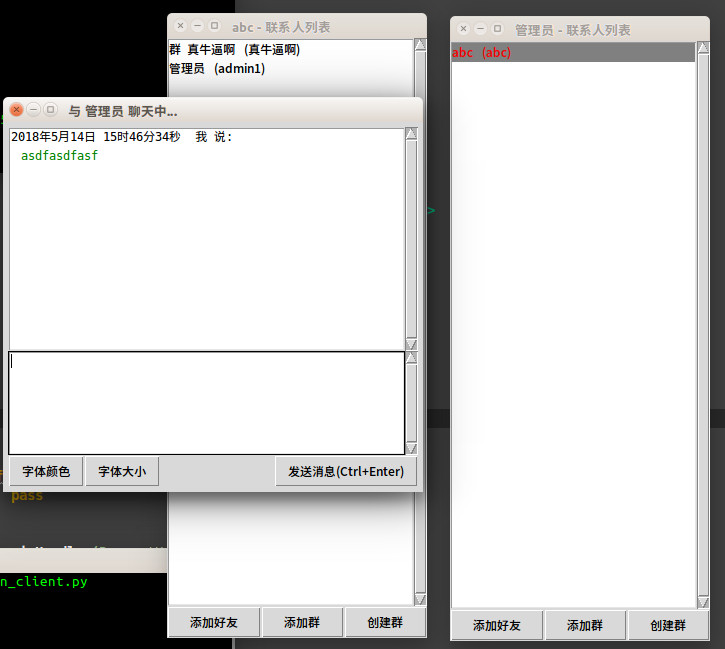 abc - 联系人列表
群 真牛逼啊 (真牛逼啊)
管理员 (admin1)
与 管理员 聊天中...
2018年5月14日 15时46分34秒 我 说:
asdfasdfasf
字体颜色 字体大小 发送消息(Ctrl+Enter)
添加好友 添加群 创建群
管理员 - 联系人列表
abc (abc)
添加好友 添加群 创建群
>
pass
n_client.py